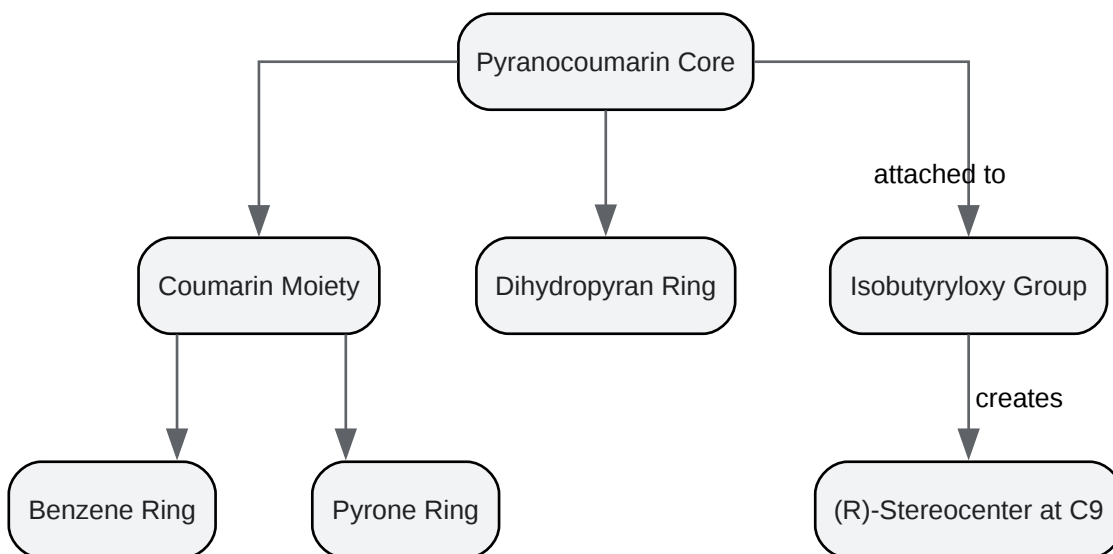 Pyranocoumarin Core
attached to
Coumarin Moiety
Dihydropyran Ring
Isobutyryloxy Group
creates
Benzene Ring
Pyrone Ring
(R)-Stereocenter at C9